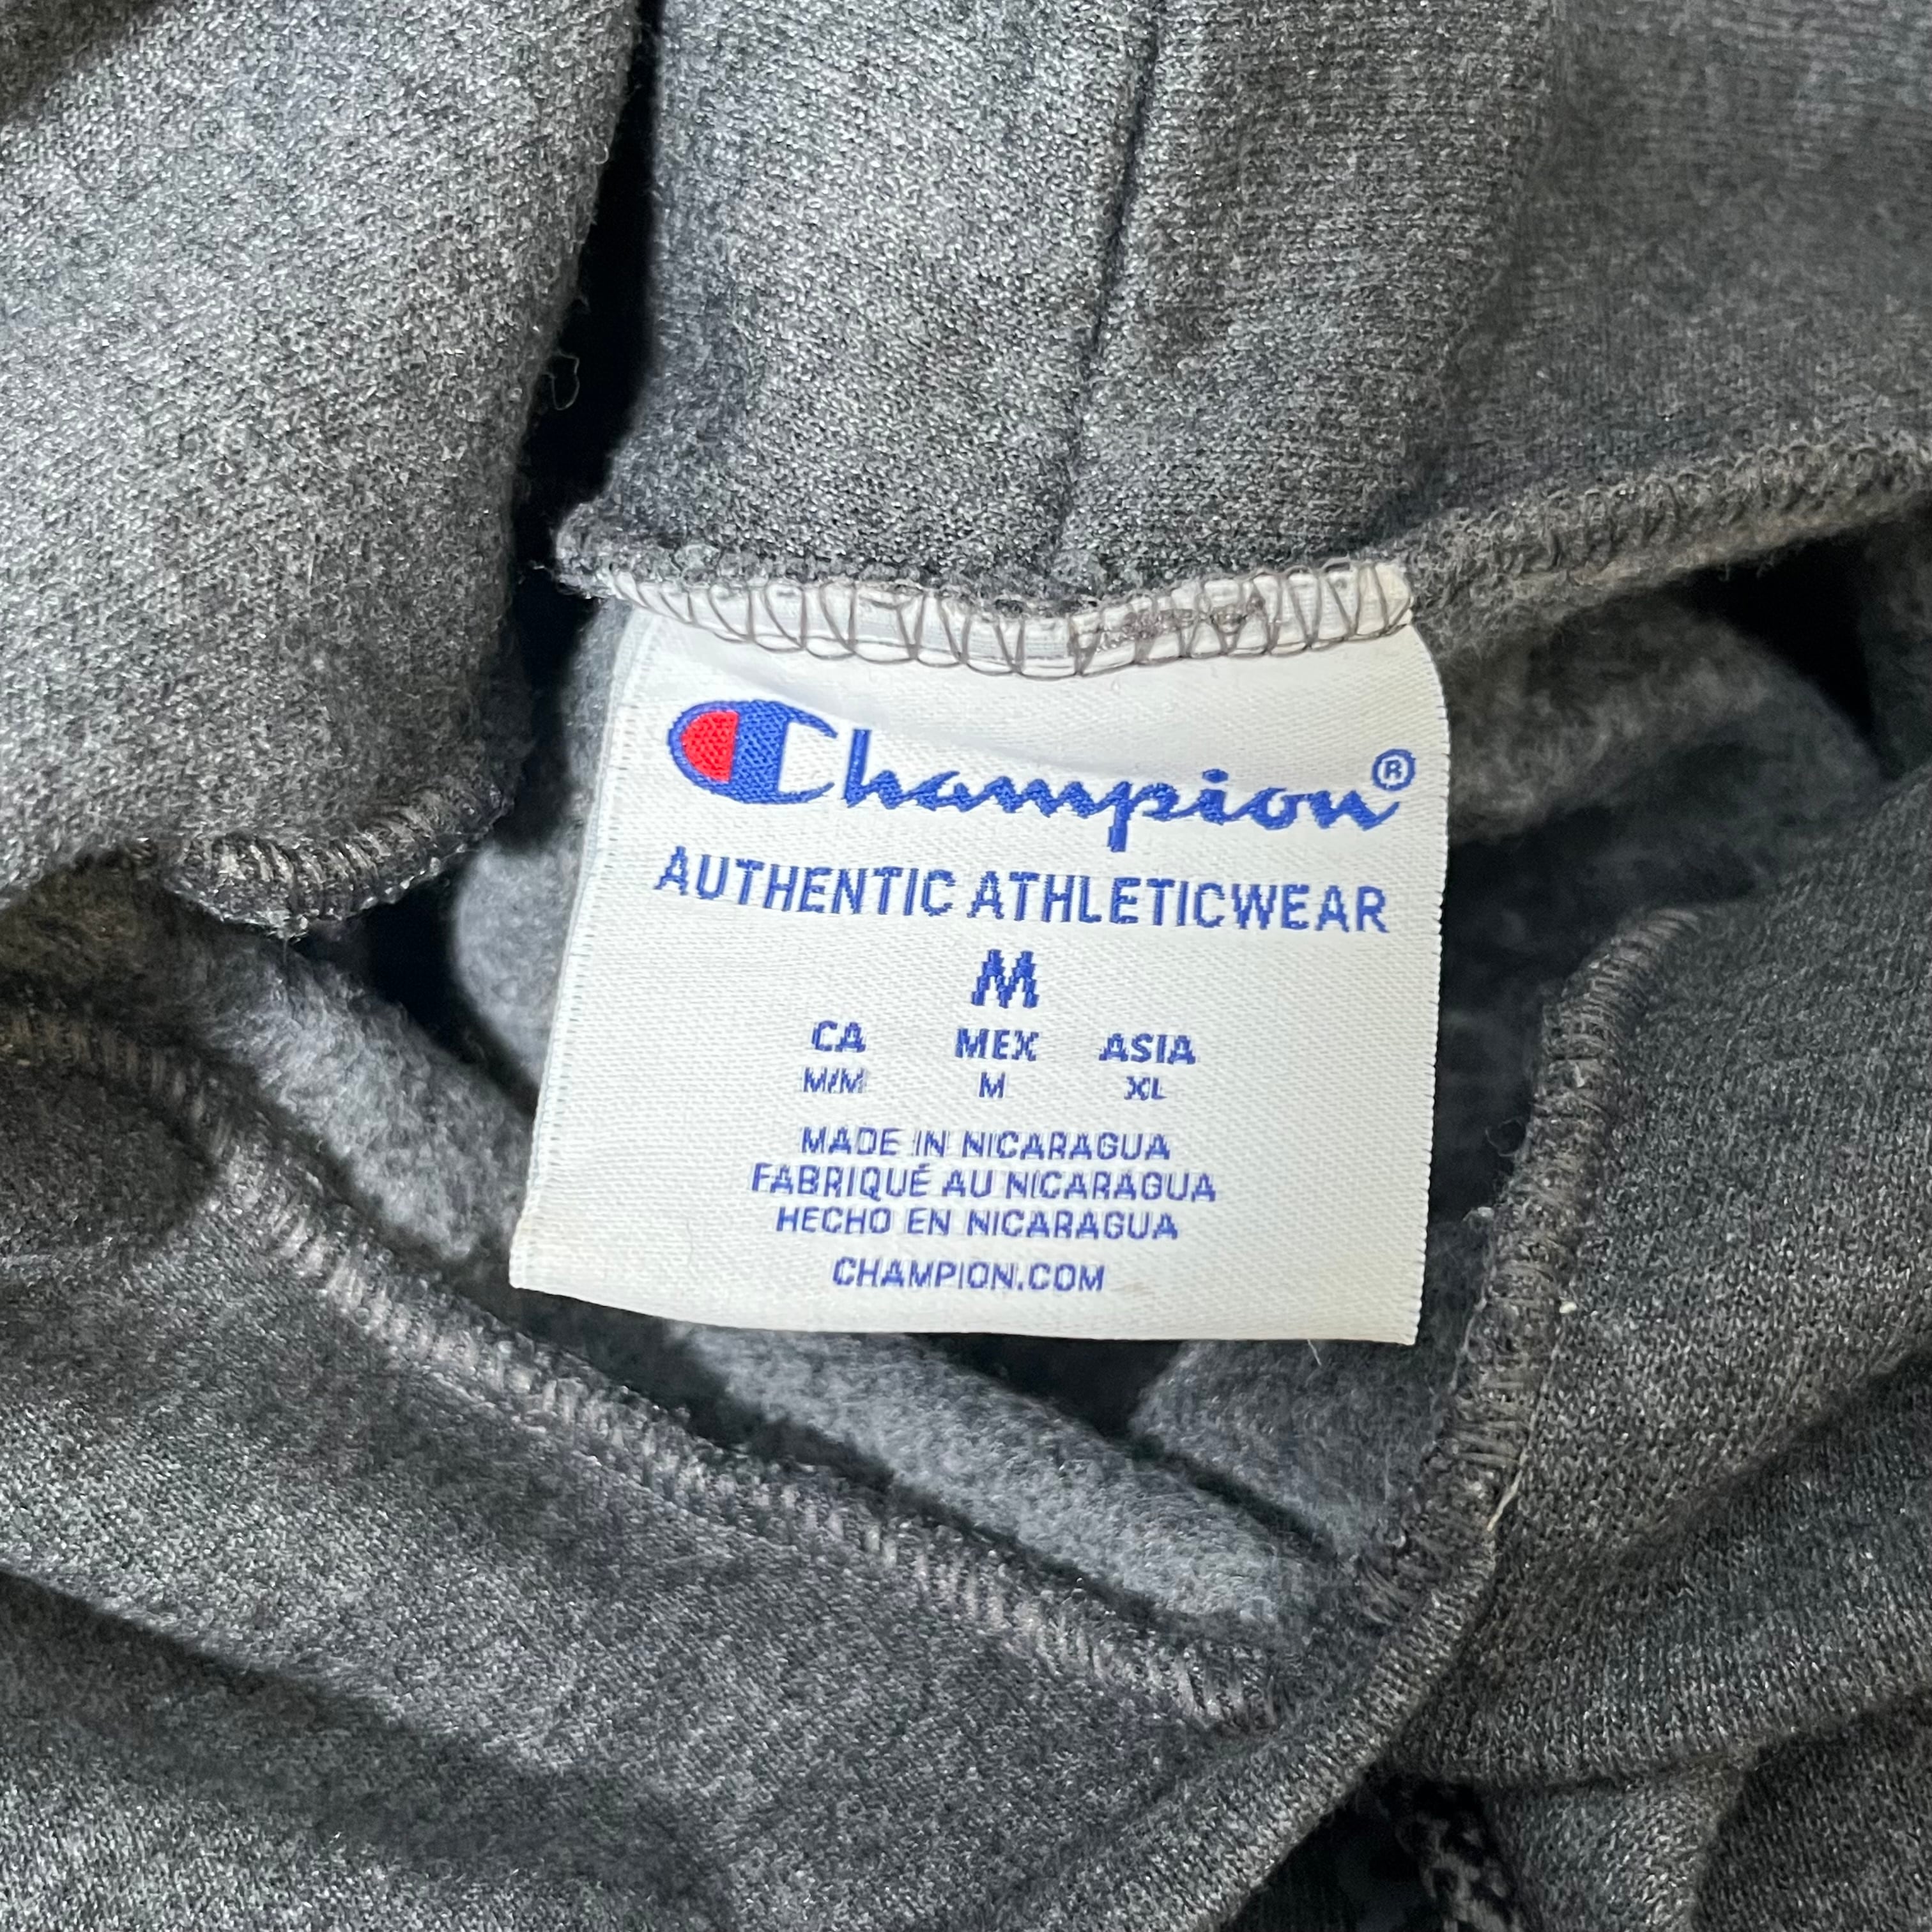 Champion®
AUTHENTIC ATHLETICWEAR
M
CA MEX ASIA
M/M M XL
MADE IN NICARAGUA
FABRIQUÉ AU NICARAGUA
HECHO EN NICARAGUA
CHAMPION.COM